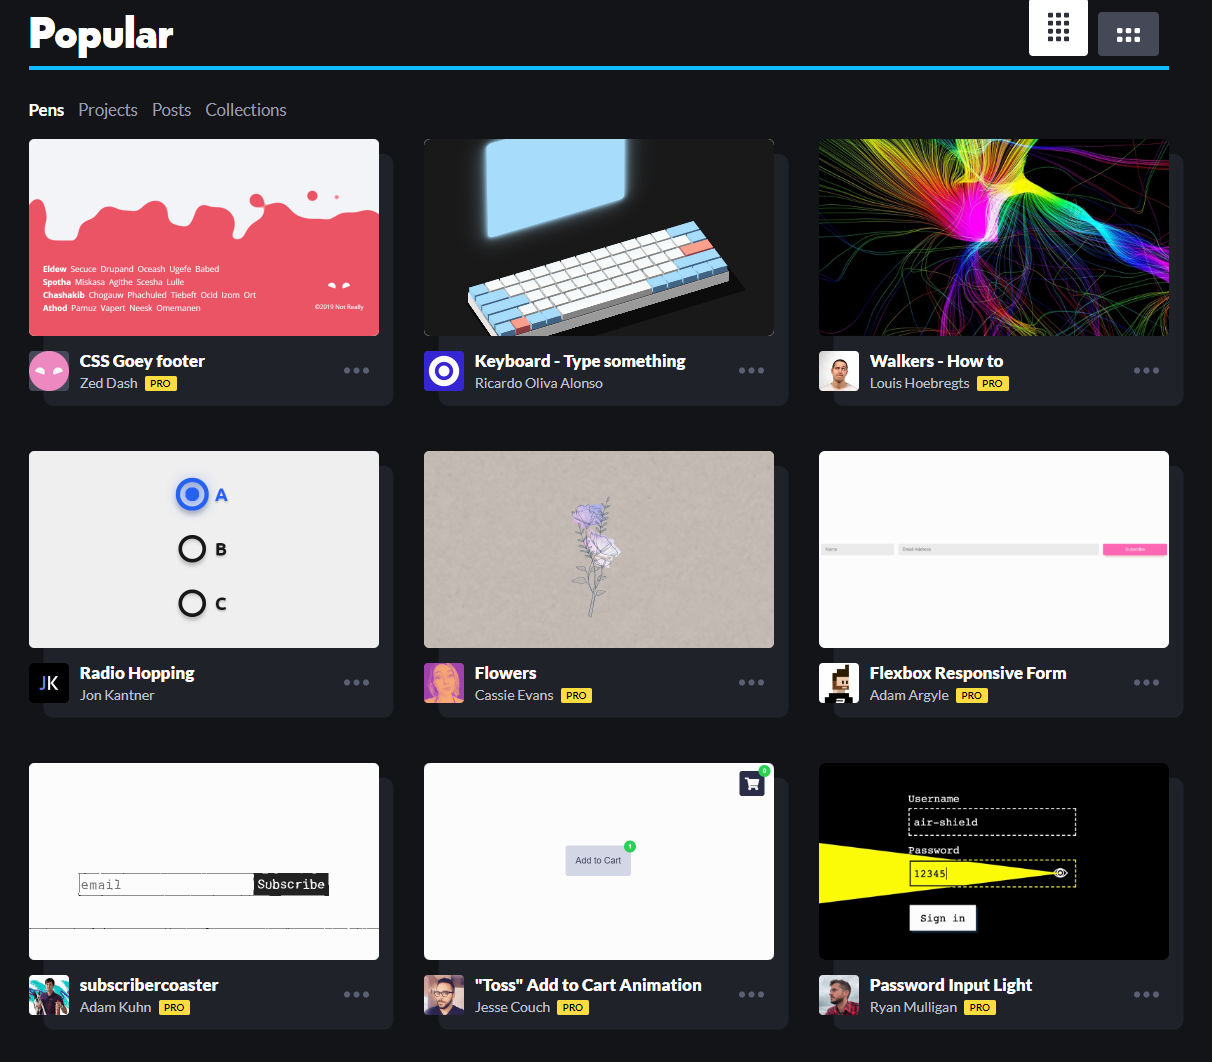 Popular
Pens Projects Posts Collections
Eldew Secuce Drupand Oceash Ugefe Babed
Spotha Miskasa Agithe Scesha Lulle
Chashakib Chogauw Phachuled Tiebeft Ocid Izom Ort
Athod Pamuz Vapert Neesk Omemanen
©2019 Not Really
CSS Goey footer
Zed Dash PRO
Keyboard - Type something
Ricardo Oliva Alonso
Walkers - How to
Louis Hoebregts PRO
A
B
C
Name
Email Address
Subscribe
JK
Radio Hopping
Jon Kantner
Flowers
Cassie Evans PRO
Flexbox Responsive Form
Adam Argyle PRO
email Subscribe
0
1
Add to Cart
Username
air-shield
Password
12345
Sign in
subscribercoaster
Adam Kuhn PRO
"Toss" Add to Cart Animation
Jesse Couch PRO
Password Input Light
Ryan Mulligan PRO